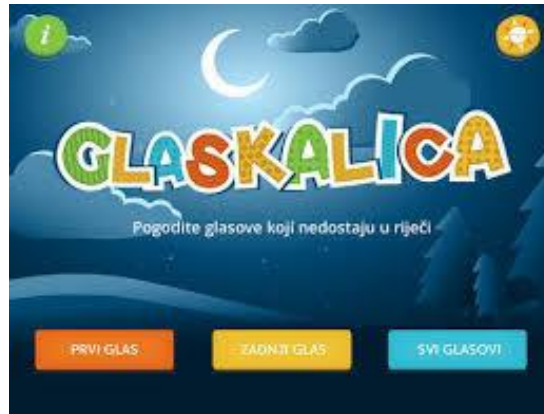 i
GLASKALICA
Pogodite glasove koji nedostaju u riječi
PRVI GLAS
ZADNJI GLAS
SVI GLASOVI